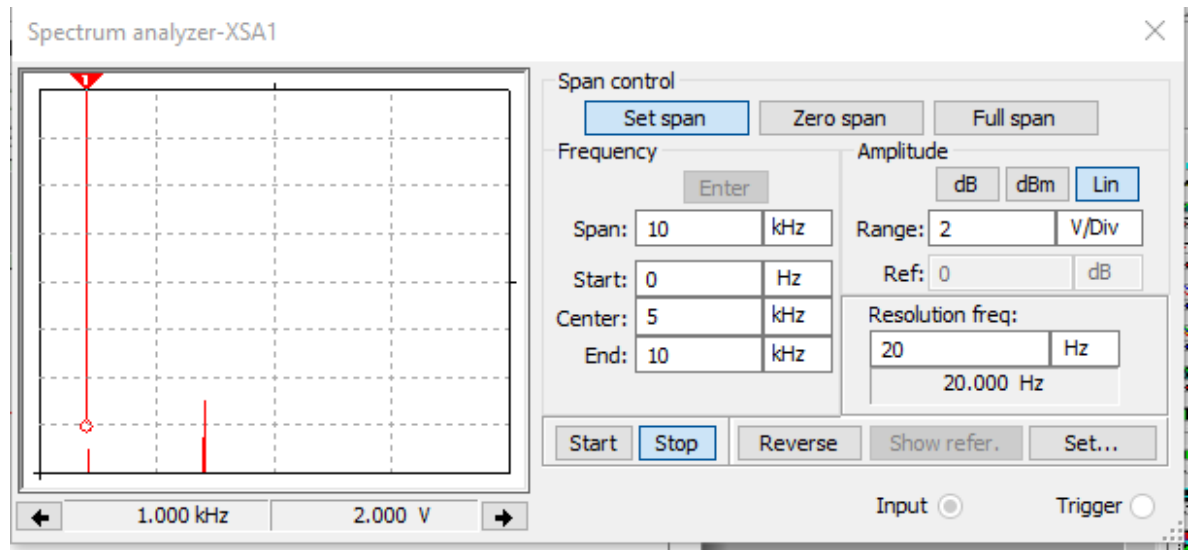 Spectrum analyzer-XSA1
1
1.000 kHz 2.000 V
Span control
Set span Zero span Full span
Frequency
Enter
Span: 10 kHz
Start: 0 Hz
Center: 5 kHz
End: 10 kHz
Amplitude
dB dBm Lin
Range: 2 V/Div
Ref: 0 dB
Resolution freq:
20 Hz
20.000 Hz
Start Stop Reverse Show refer. Set...
Input Trigger